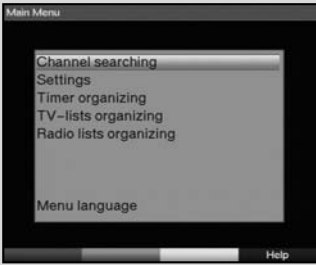 Main Menu
Channel searching
Settings
Timer organizing
TV-lists organizing
Radio lists organizing
Menu language
Help